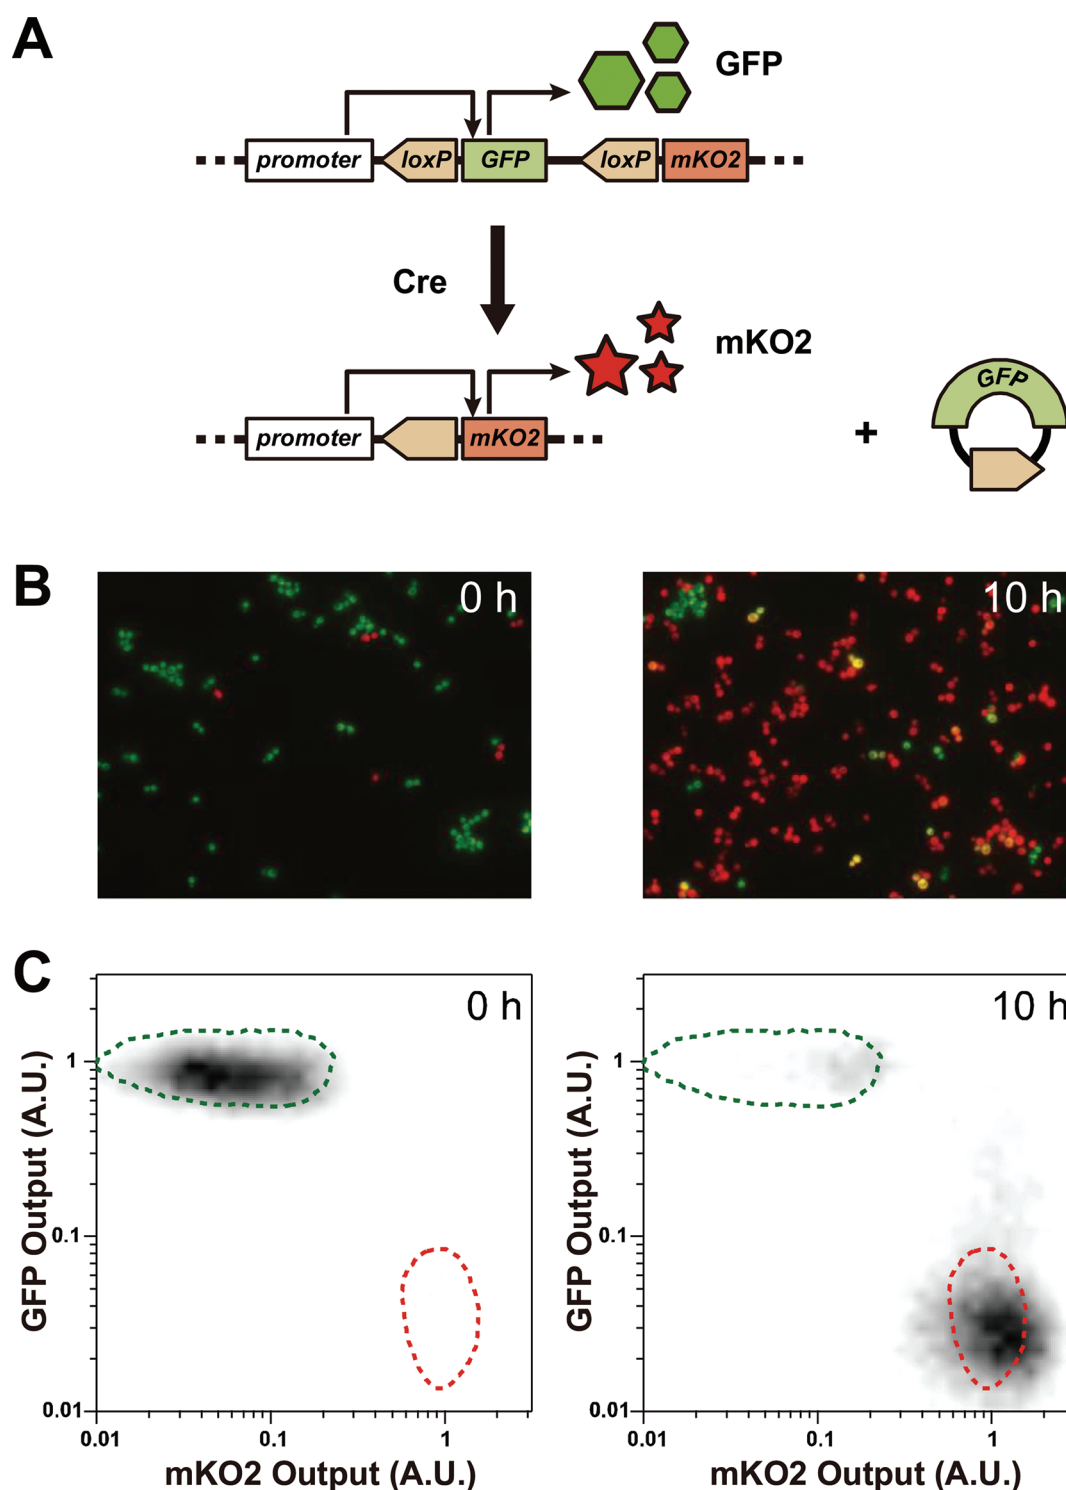 A
GFP
promoter loxP GFP loxP mKO2
Cre
mKO2
GFP
promoter mKO2
+
B
0 h
10 h
C
0 h
10 h
GFP Output (A.U.)
1
0.1
0.01
0.01 0.1 1
mKO2 Output (A.U.)
GFP Output (A.U.)
1
0.1
0.01
0.01 0.1 1
mKO2 Output (A.U.)